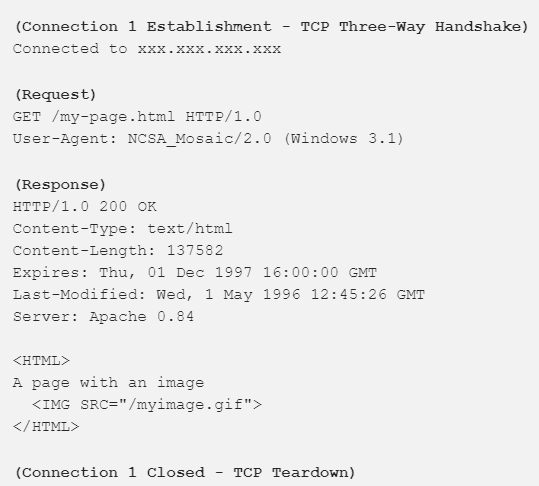 (Connection 1 Establishment - TCP Three-Way Handshake)
Connected to xxx.xxx.xxx.xxx
(Request)
GET /my-page.html HTTP/1.0
User-Agent: NCSA_Mosaic/2.0 (Windows 3.1)
(Response)
HTTP/1.0 200 OK
Content-Type: text/html
Content-Length: 137582
Expires: Thu, 01 Dec 1997 16:00:00 GMT
Last-Modified: Wed, 1 May 1996 12:45:26 GMT
Server: Apache 0.84
<HTML>
A page with an image
<IMG SRC="/myimage.gif">
</HTML>
(Connection 1 Closed - TCP Teardown)